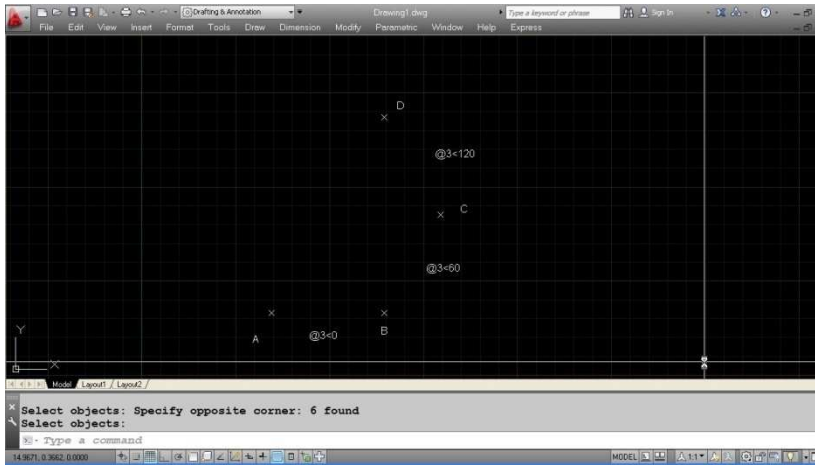 Drafting & Annotation
Drawing1.dwg
Type a keyword or phrase
Sign In
File Edit View Insert Format Tools Draw Dimension Modify Parametric Window Help Express
D
@3<120
C
@3<60
A
@3<0
B
Y
X
Model Layout1 Layout2
Select objects: Specify opposite corner: 6 found
Select objects:
Type a command
14.9671, 0.3662, 0.0000
MODEL
1:1